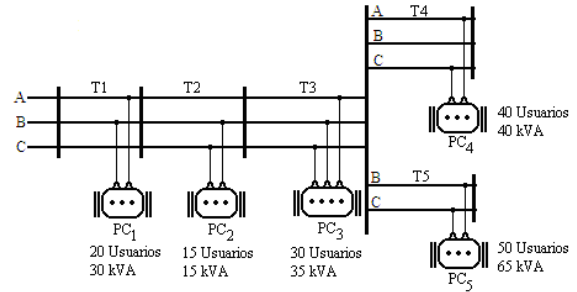 A T4
B
C
T1 T2 T3
A
B
C
40 Usuarios
40 kVA
PC4
B T5
C
PC1
20 Usuarios
30 kVA
PC2
15 Usuarios
15 kVA
PC3
30 Usuarios
35 kVA
50 Usuarios
65 kVA
PC5